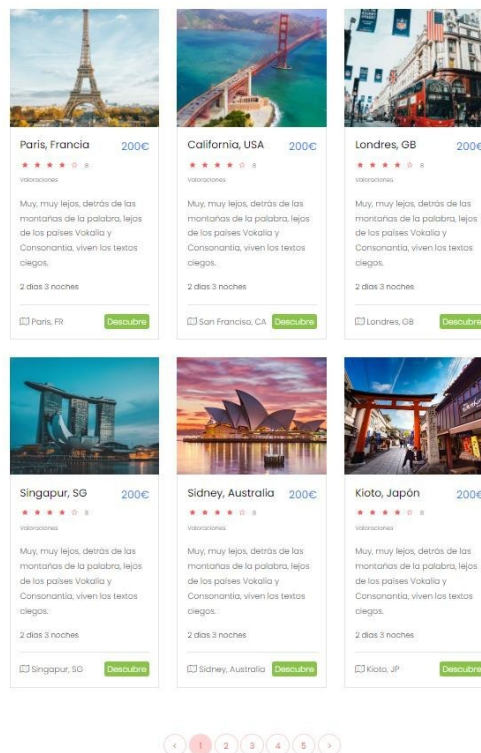 París, Francia 200€
8
valoraciones
Muy, muy lejos, detrás de las
montañas de la palabra, lejos
de los países Vokalia y
Consonantia, viven los textos
ciegos.
2 días 3 noches
Paris, FR Descubre
California, USA 200€
8
valoraciones
Muy, muy lejos, detrás de las
montañas de la palabra, lejos
de los países Vokalia y
Consonantia, viven los textos
ciegos.
2 días 3 noches
San Franciso, CA Descubre
Londres, GB 200€
8
valoraciones
Muy, muy lejos, detrás de las
montañas de la palabra, lejos
de los países Vokalia y
Consonantia, viven los textos
ciegos.
2 días 3 noches
Londres, GB Descubre
Singapur, SG 200€
8
valoraciones
Muy, muy lejos, detrás de las
montañas de la palabra, lejos
de los países Vokalia y
Consonantia, viven los textos
ciegos.
2 días 3 noches
Singapur, SG Descubre
Sidney, Australia 200€
8
valoraciones
Muy, muy lejos, detrás de las
montañas de la palabra, lejos
de los países Vokalia y
Consonantia, viven los textos
ciegos.
2 días 3 noches
Sidney, Australia Descubre
Kioto, Japón 200€
8
valoraciones
Muy, muy lejos, detrás de las
montañas de la palabra, lejos
de los países Vokalia y
Consonantia, viven los textos
ciegos.
2 días 3 noches
Kioto, JP Descubre
< 1 2 3 4 5 >